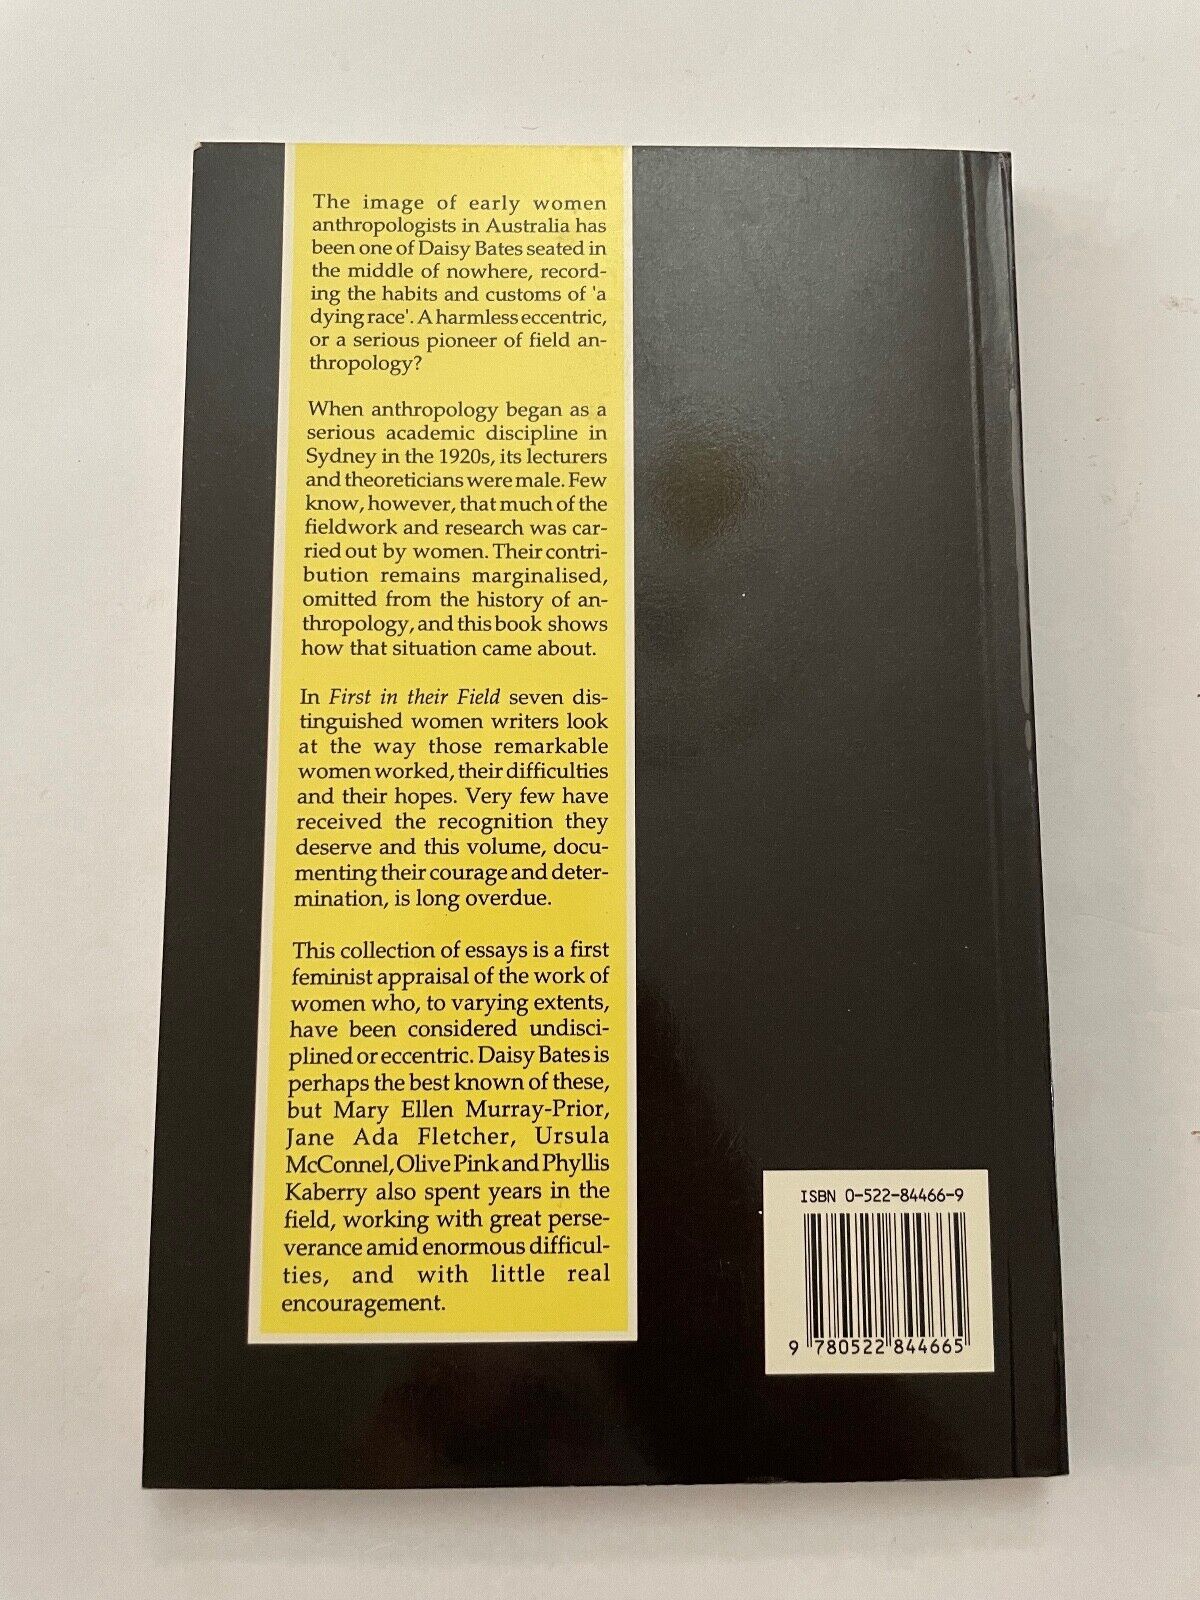 The image of early women
anthropologists in Australia has
been one of Daisy Bates seated in
the middle of nowhere, record-
ing the habits and customs of 'a
dying race'. A harmless eccentric,
or a serious pioneer of field an-
thropology?
When anthropology began as a
serious academic discipline in
Sydney in the 1920s, its lecturers
and theoreticians were male. Few
know, however, that much of the
fieldwork and research was car-
ried out by women. Their contri-
bution remains marginalised,
omitted from the history of an-
thropology, and this book shows
how that situation came about.
In First in their Field seven dis-
tinguished women writers look
at the way those remarkable
women worked, their difficulties
and their hopes. Very few have
received the recognition they
deserve and this volume, docu-
menting their courage and deter-
mination, is long overdue.
This collection of essays is a first
feminist appraisal of the work of
women who, to varying extents,
have been considered undisci-
plined or eccentric. Daisy Bates is
perhaps the best known of these,
but Mary Ellen Murray-Prior,
Jane Ada Fletcher, Ursula
McConnel, Olive Pink and Phyllis
Kaberry also spent years in the
field, working with great perse-
verance amid enormous difficul-
ties, and with little real
encouragement.
ISBN 0-522-84466-9
9 780522 844665